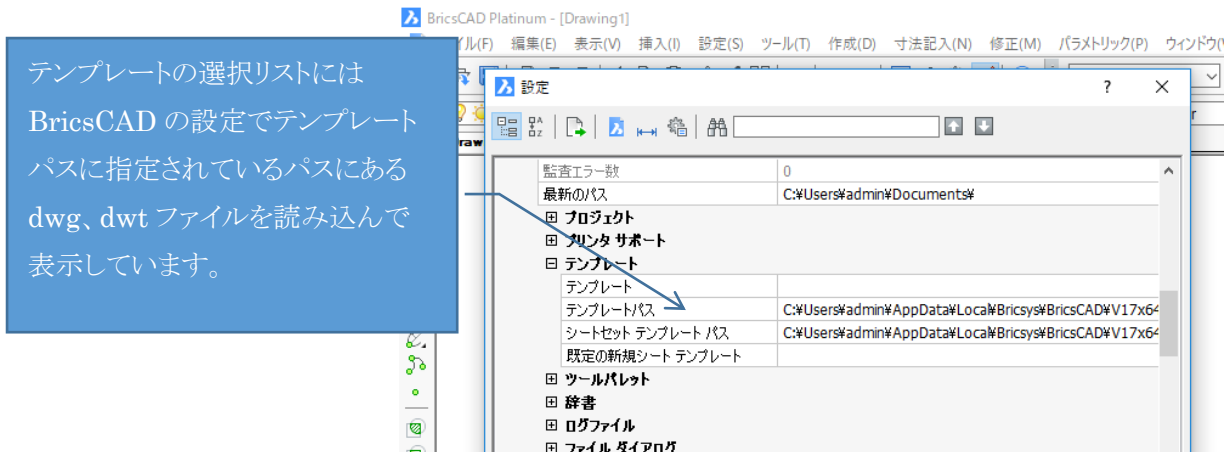 BricsCAD Platinum - [Drawing1]
イル(F) 編集(E) 表示(V) 挿入(I) 設定(S) ツール(T) 作成(D) 寸法記入(N) 修正(M) パラメトリック(P) ウィンドウ(
テンプレートの選択リストには
BricsCAD の設定でテンプレート
パスに指定されているパスにある
dwg、dwt ファイルを読み込んで
表示しています。
設定
監査エラー数 0
最新のパス C:¥Users¥admin¥Documents¥
プロジェクト
プリンタ サポート
テンプレート
テンプレート
テンプレートパス C:¥Users¥admin¥AppData¥Local¥Bricsys¥BricsCAD¥V17x64
シートセット テンプレート パス C:¥Users¥admin¥AppData¥Local¥Bricsys¥BricsCAD¥V17x64
既定の新規シート テンプレート
ツールパレット
辞書
ログファイル
ファイル ダイアログ